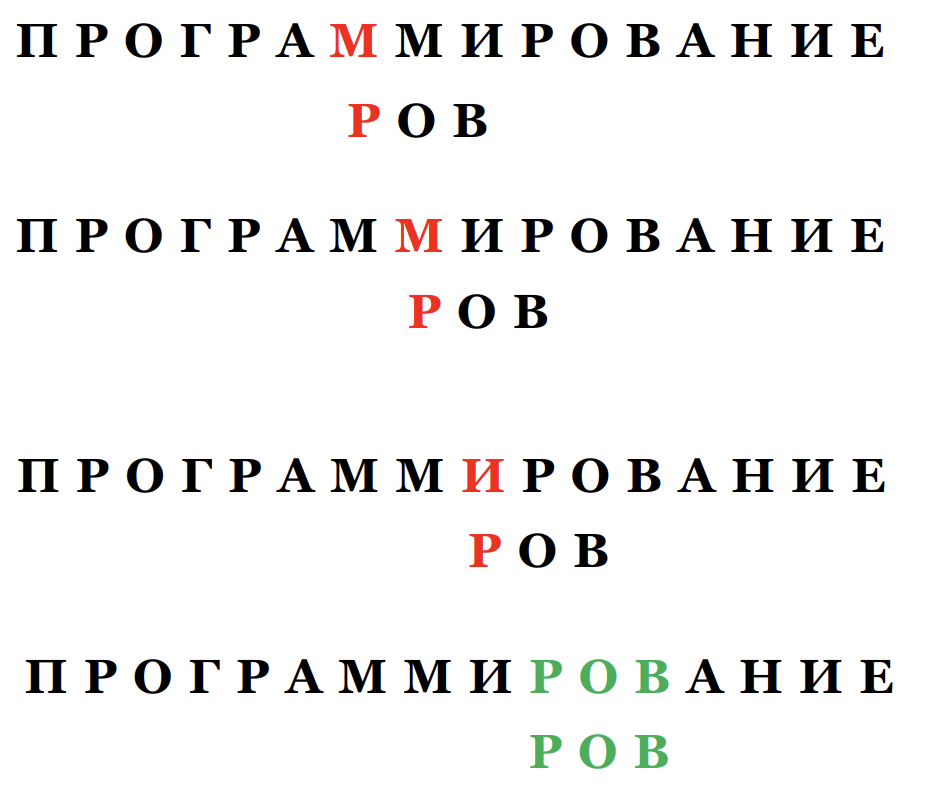 П Р О Г Р А М М И Р О В А Н И Е
Р О В
П Р О Г Р А М М И Р О В А Н И Е
Р О В
П Р О Г Р А М М И Р О В А Н И Е
Р О В
П Р О Г Р А М М И Р О В А Н И Е
Р О В